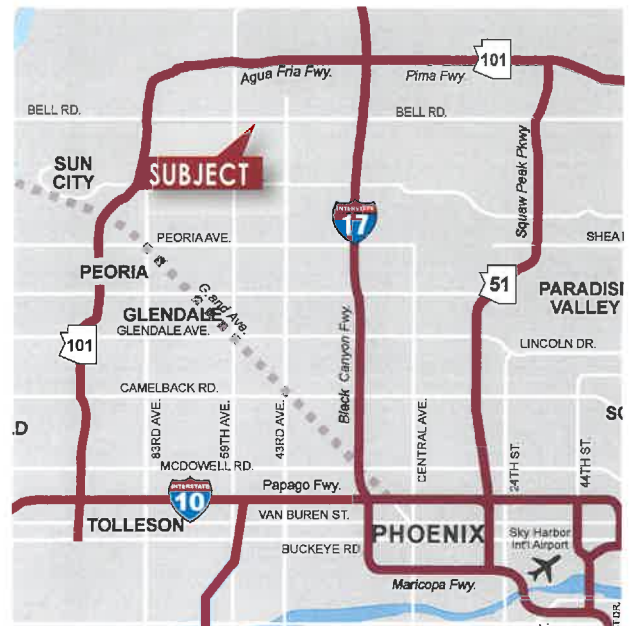 101
Agua Fria Fwy.
Pima Fwy.
BELL RD.
BELL RD.
SUN
CITY
SUBJECT
Squaw Peak Pkwy
INTERSTATE
17
PEORIA AVE.
SHEA
PEORIA
51
PARADISE
VALLEY
Grand Ave.
GLENDALE
GLENDALE AVE.
101
LINCOLN DR.
Black Canyon Fwy.
CAMELBACK RD.
SC
.D
83RD AVE.
59TH AVE.
43RD AVE.
CENTRAL AVE.
24TH ST.
44TH ST.
MCDOWELL RD.
INTERSTATE
10
Papago Fwy.
TOLLESON
VAN BUREN ST.
PHOENIX
Sky Harbor
Int'l Airport
BUCKEYE RD
Maricopa Fwy.
DR.